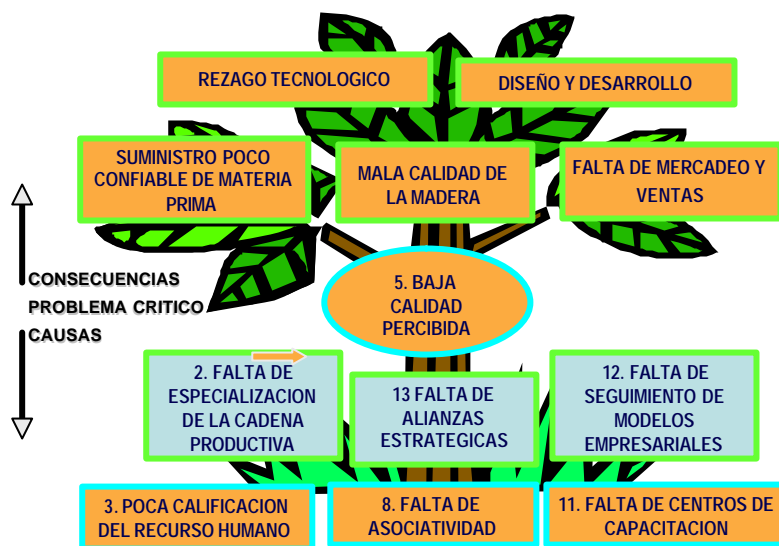 REZAGO TECNOLOGICO
DISEÑO Y DESARROLLO
SUMINISTRO POCO
CONFIABLE DE MATERIA
PRIMA
MALA CALIDAD DE
LA MADERA
FALTA DE MERCADEO Y
VENTAS
CONSECUENCIAS
PROBLEMA CRITICO
CAUSAS
5. BAJA
CALIDAD
PERCIBIDA
2. FALTA DE
ESPECIALIZACION
DE LA CADENA
PRODUCTIVA
13 FALTA DE
ALIANZAS
ESTRATEGICAS
12. FALTA DE
SEGUIMIENTO DE
MODELOS
EMPRESARIALES
3. POCA CALIFICACION
DEL RECURSO HUMANO
8. FALTA DE
ASOCIATIVIDAD
11. FALTA DE CENTROS DE
CAPACITACION